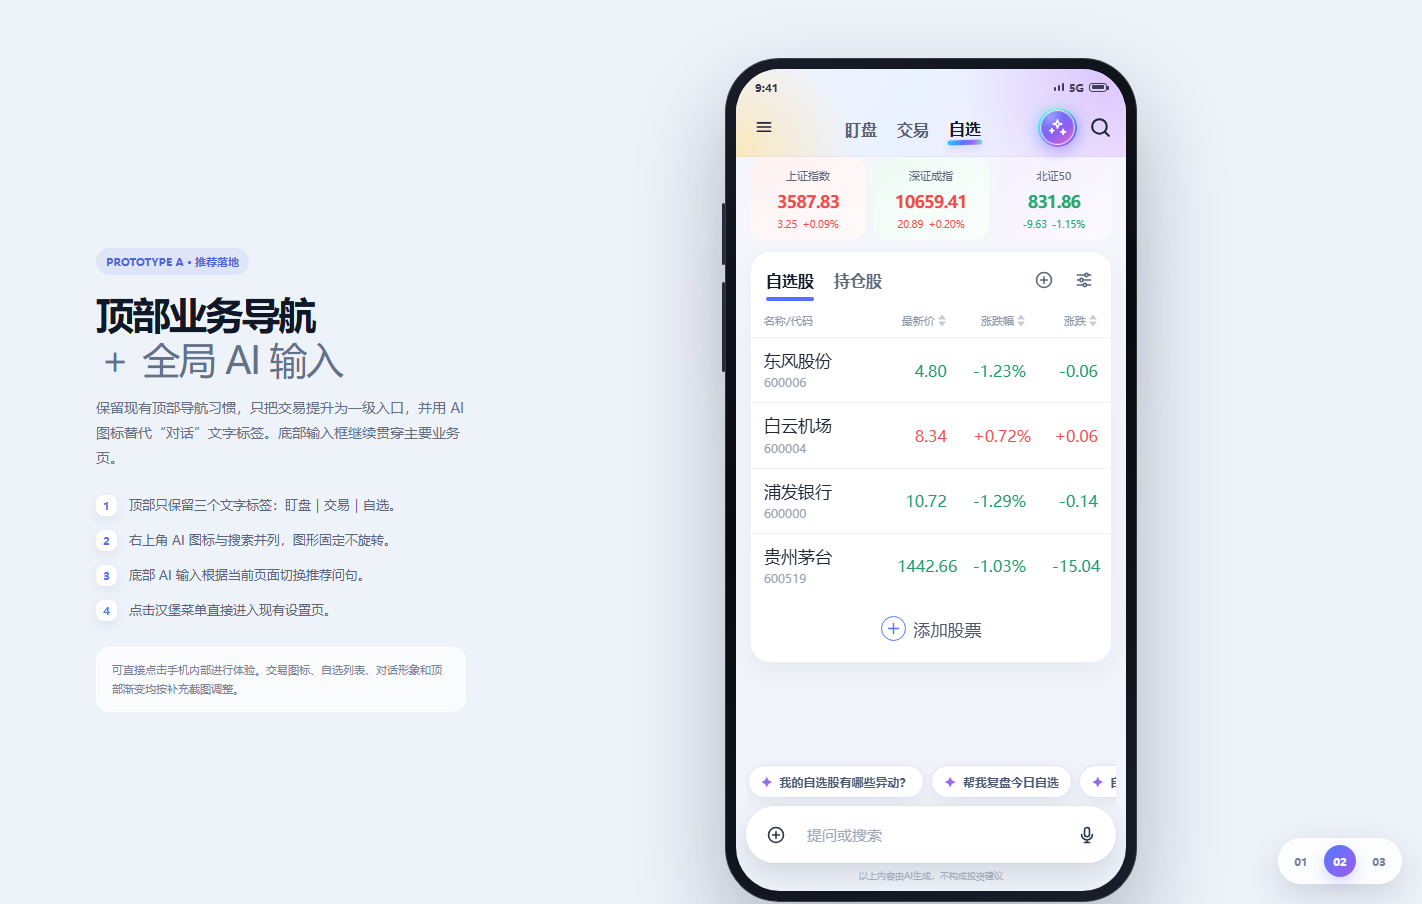 PROTOTYPE A • 推荐落地
顶部业务导航
＋ 全局 AI 输入
保留现有顶部导航习惯，只把交易提升为一级入口，并用 AI
图标替代“对话”文字标签。底部输入框继续贯穿主要业务
页。
1 顶部只保留三个文字标签：盯盘 | 交易 | 自选。
2 右上角 AI 图标与搜索并列，图形固定不旋转。
3 底部 AI 输入根据当前页面切换推荐问句。
4 点击汉堡菜单直接进入现有设置页。
可直接点击手机内部进行体验。交易图标、自选列表、对话形象和顶
部渐变均按补充截图调整。
9:41 5G
盯盘 交易 自选
上证指数 深证成指 北证50
3587.83 10659.41 831.86
3.25 +0.09% 20.89 +0.20% -9.63 -1.15%
自选股 持仓股
名称/代码 最新价 涨跌幅 涨跌
东风股份 4.80 -1.23% -0.06
600006
白云机场 8.34 +0.72% +0.06
600004
浦发银行 10.72 -1.29% -0.14
600000
贵州茅台 1442.66 -1.03% -15.04
600519
添加股票
我的自选股有哪些异动？ 帮我复盘今日自选
提问或搜索
以上内容由AI生成，不构成投资建议
01 02 03